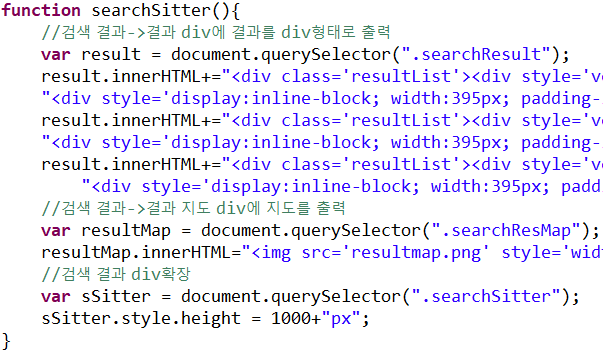 function searchSitter(){
//검색 결과->결과 div에 결과를 div형태로 출력
var result = document.querySelector(".searchResult");
result.innerHTML+="<div class='resultList'><div style='ve
"<div style='display:inline-block; width:395px; padding-
result.innerHTML+="<div class='resultList'><div style='ve
"<div style='display:inline-block; width:395px; padding-
result.innerHTML+="<div class='resultList'><div style='ve
"<div style='display:inline-block; width:395px; padd
//검색 결과->결과 지도 div에 지도를 출력
var resultMap = document.querySelector(".searchResMap");
resultMap.innerHTML="<img src='resultmap.png' style='wid
//검색 결과 div확장
var sSitter = document.querySelector(".searchSitter");
sSitter.style.height = 1000+"px";
}